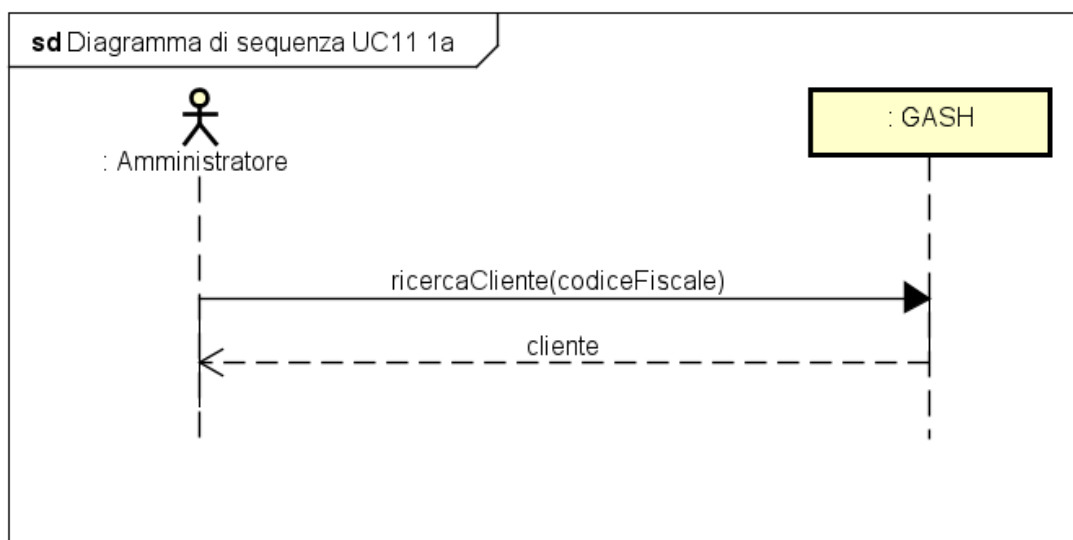 sd Diagramma di sequenza UC11 1a
: Amministratore
: GASH
ricercaCliente(codiceFiscale)
cliente